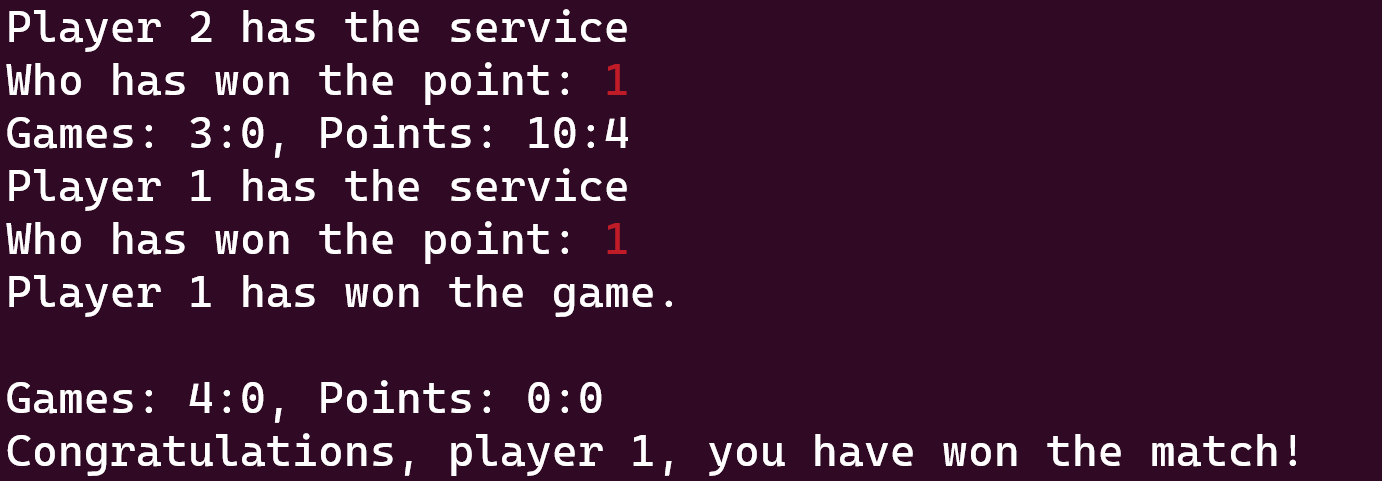 Player 2 has the service
Who has won the point: 1
Games: 3:0, Points: 10:4
Player 1 has the service
Who has won the point: 1
Player 1 has won the game.
Games: 4:0, Points: 0:0
Congratulations, player 1, you have won the match!